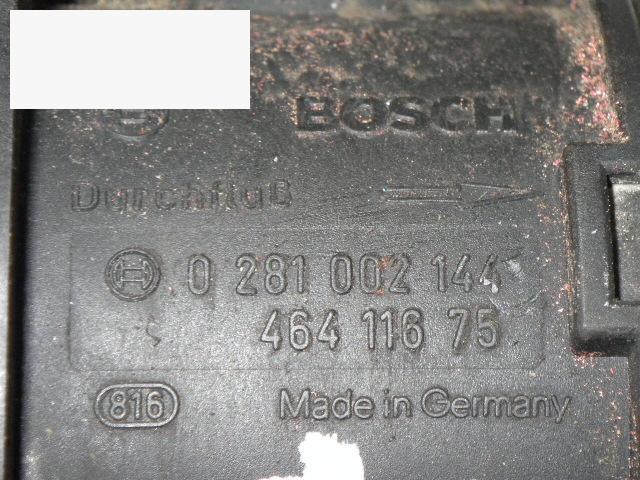 BOSCH
Durchfluß
0 281 002 144
464 116 75
816
Made in Germany